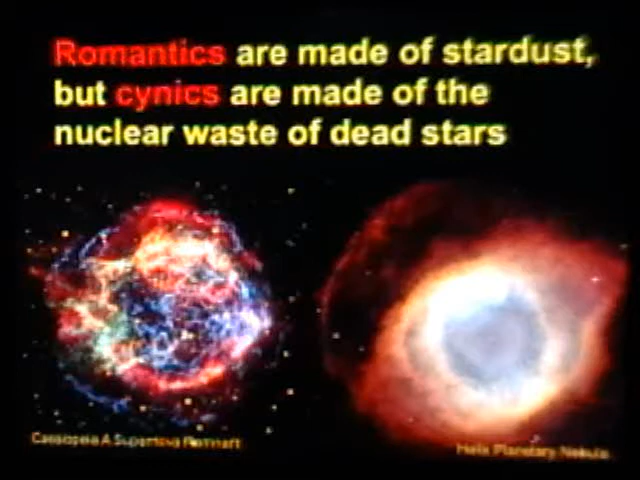 Romantics are made of stardust,
but cynics are made of the
nuclear waste of dead stars
Cassiopeia A Supernova Remnant
Helix Planetary Nebula